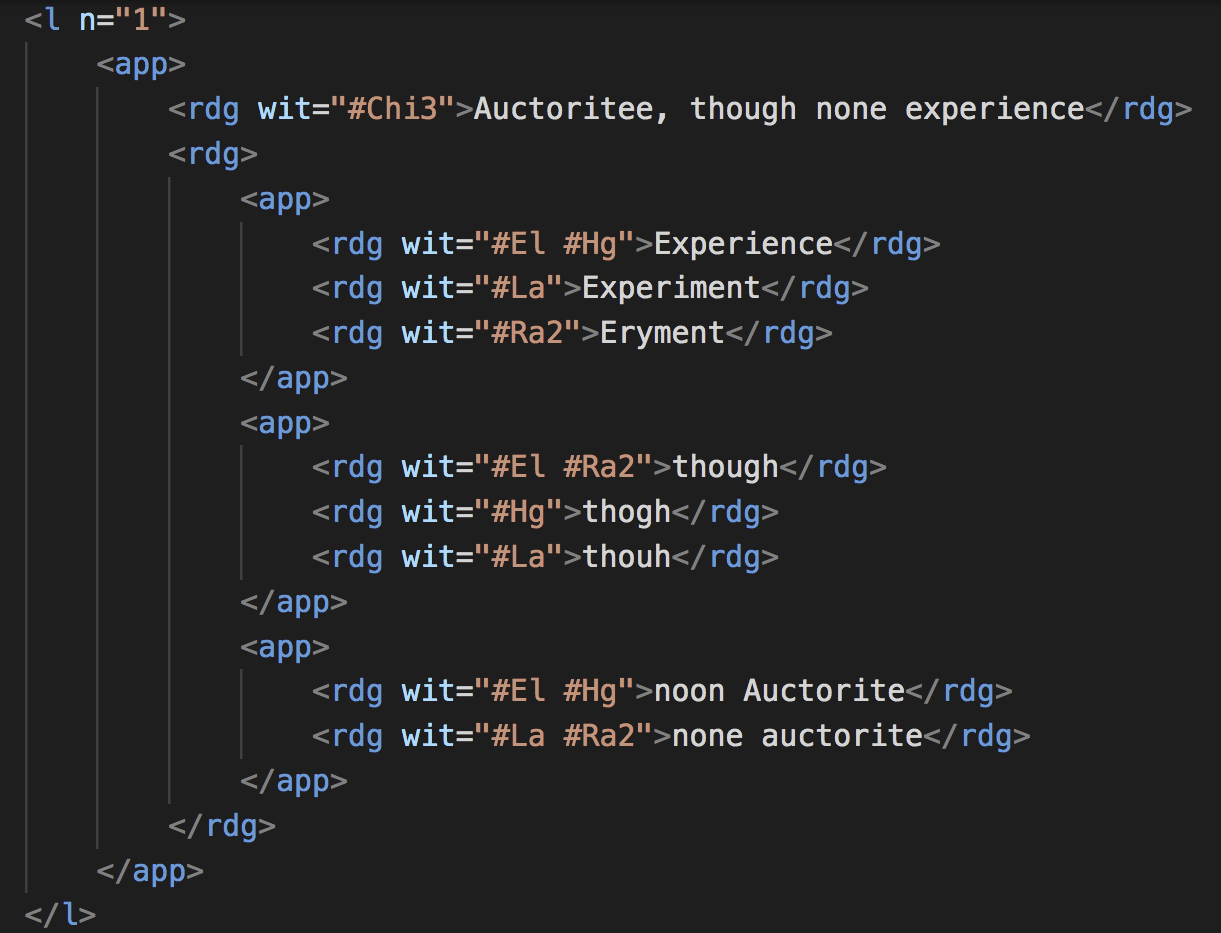 <l n="1">
<app>
<rdg wit="#Chi3">Auctoritee, though none experience</rdg>
<rdg>
<app>
<rdg wit="#El #Hg">Experience</rdg>
<rdg wit="#La">Experiment</rdg>
<rdg wit="#Ra2">Eryment</rdg>
</app>
<app>
<rdg wit="#El #Ra2">though</rdg>
<rdg wit="#Hg">thogh</rdg>
<rdg wit="#La">thouh</rdg>
</app>
<app>
<rdg wit="#El #Hg">noon Auctorite</rdg>
<rdg wit="#La #Ra2">none auctorite</rdg>
</app>
</rdg>
</app>
</l>